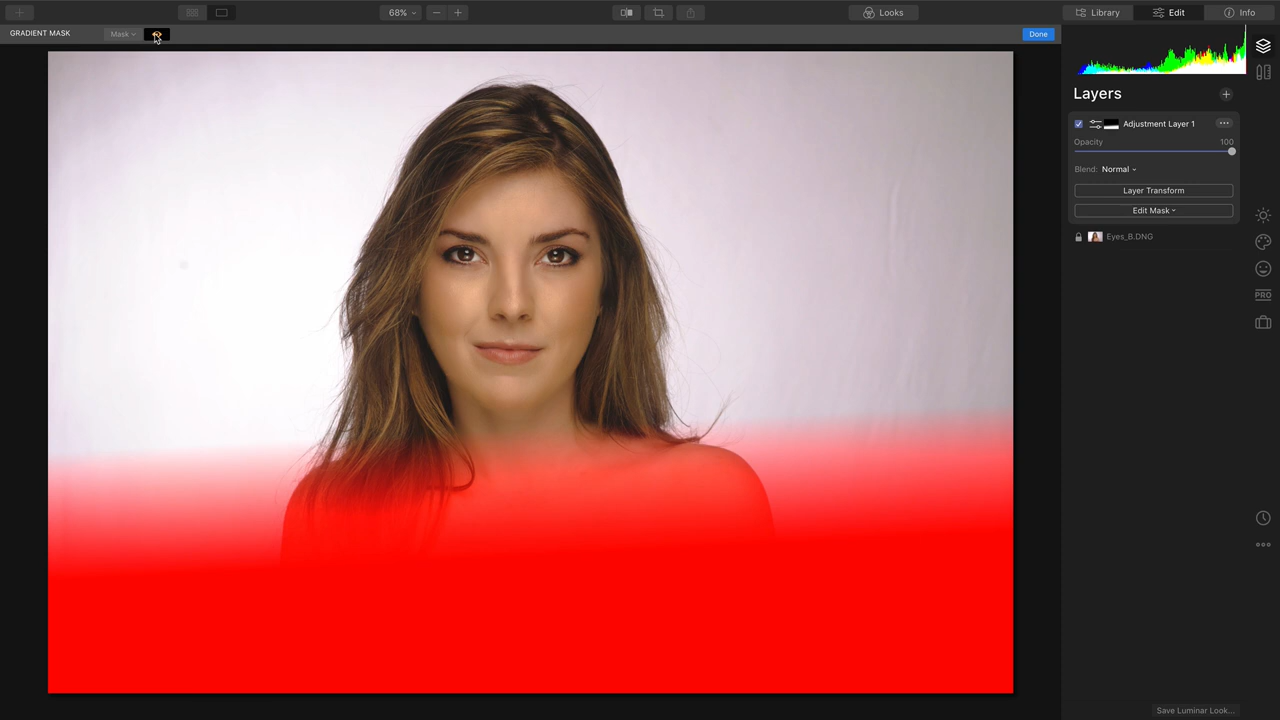 68%
Looks
Library
Edit
Info
GRADIENT MASK
Mask
Done
Layers
Adjustment Layer 1
Opacity 100
Blend: Normal
Layer Transform
Edit Mask
Eyes_B.DNG
PRO
Save Luminar Look...